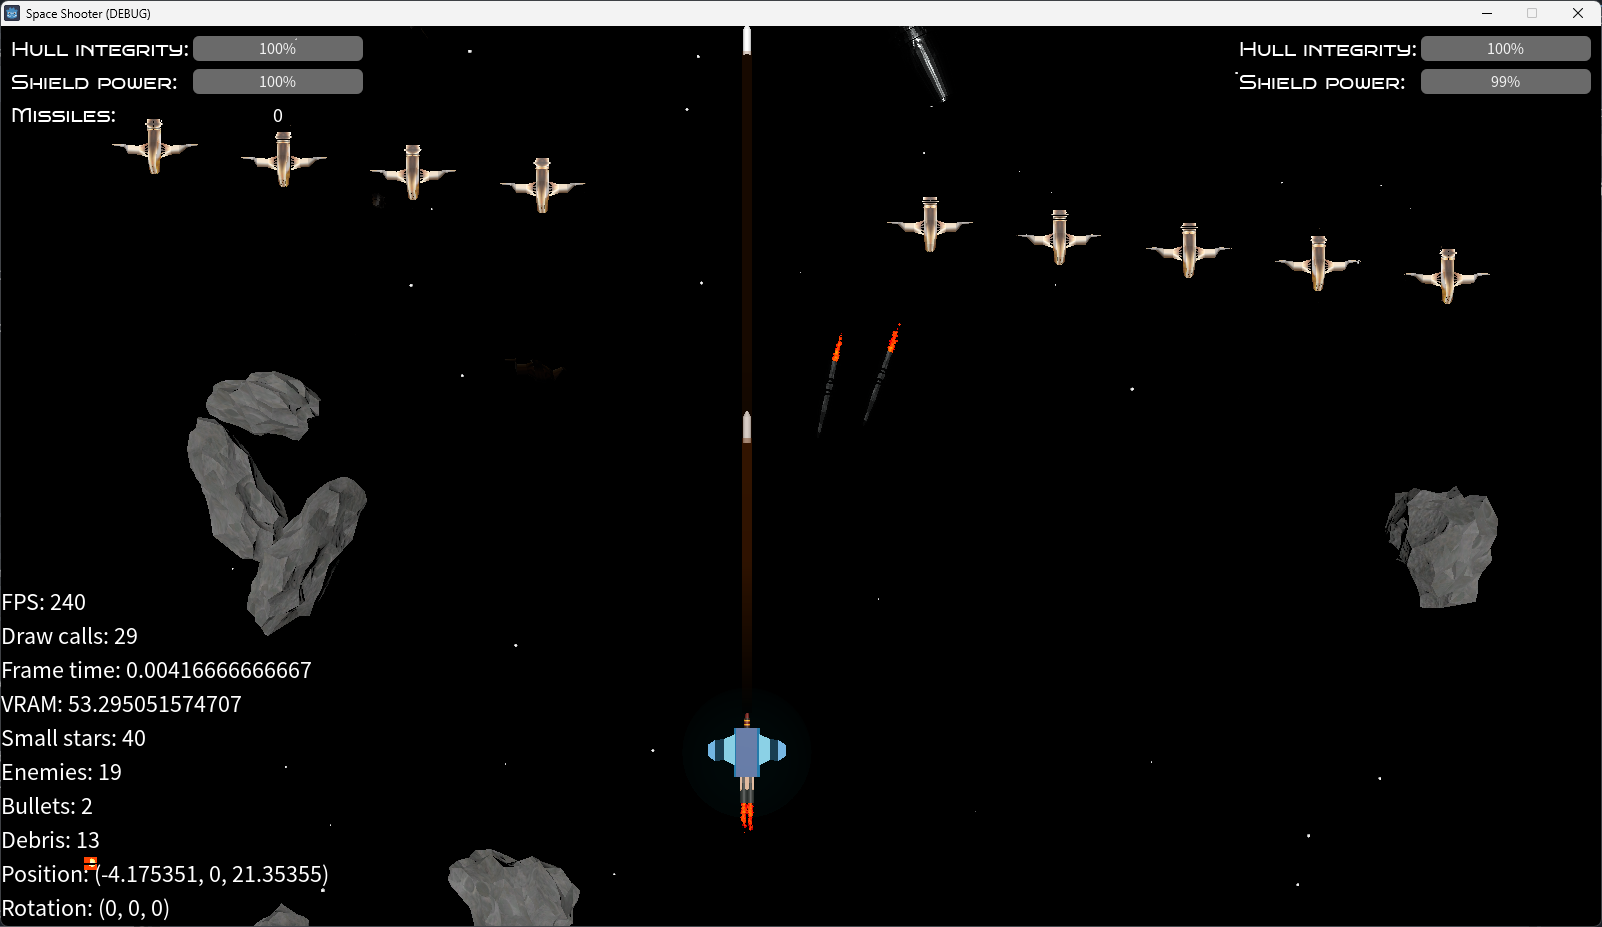 Space Shooter (DEBUG)
Hull integrity: 100%
Shield power: 100%
Missiles: 0
Hull integrity: 100%
Shield power: 99%
FPS: 240
Draw calls: 29
Frame time: 0.00416666666667
VRAM: 53.295051574707
Small stars: 40
Enemies: 19
Bullets: 2
Debris: 13
Position: (-4.175351, 0, 21.35355)
Rotation: (0, 0, 0)